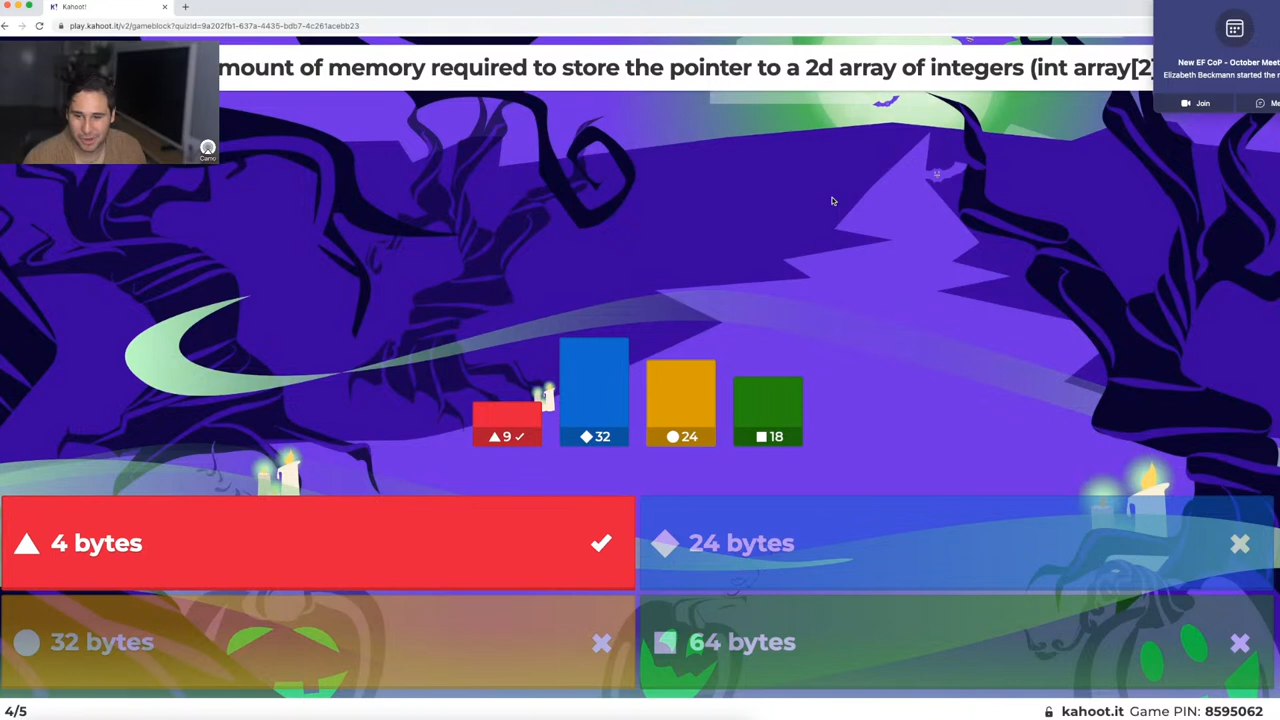 Kahoot!
play.kahoot.it/v2/gameblock?quizId=9a202fb1-637a-4435-bdb7-4c261acebb23
mount of memory required to store the pointer to a 2d array of integers (int array[2]
New EF CoP - October Meet
Elizabeth Beckmann started the
Join
Me
Camo
9
32
24
18
4 bytes
24 bytes
32 bytes
64 bytes
4/5
kahoot.it Game PIN: 8595062